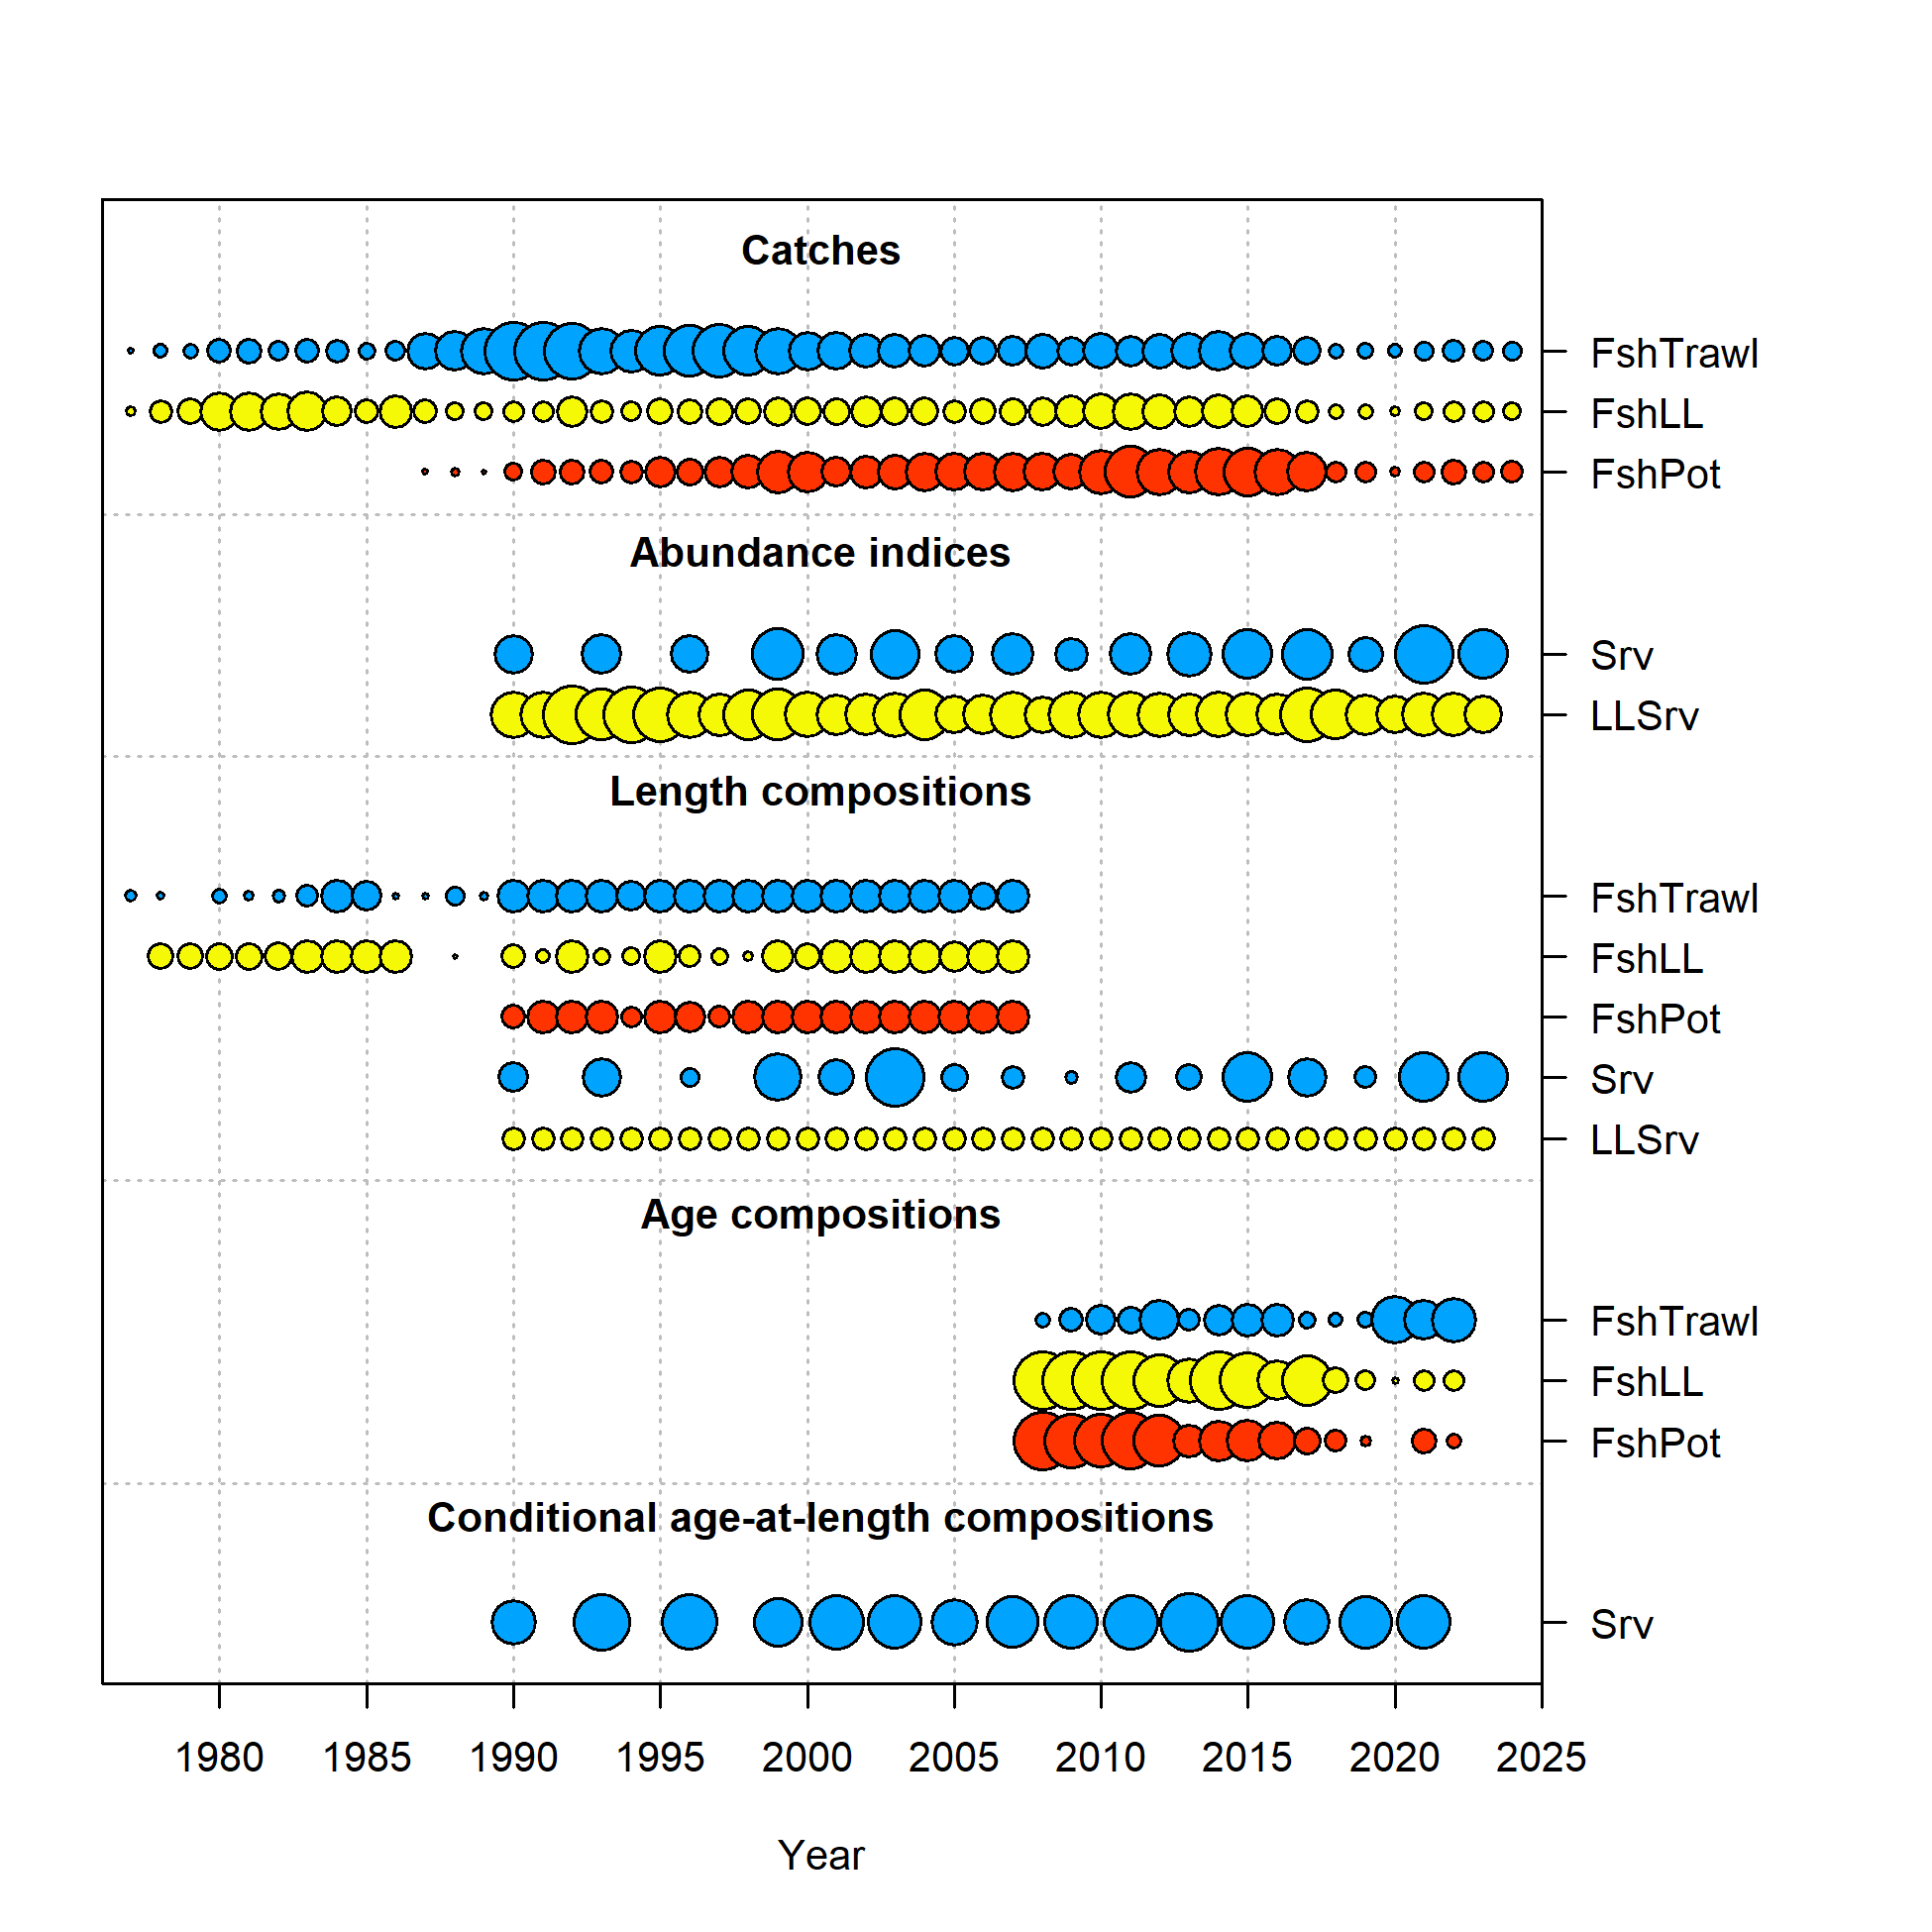 Catches
FshTrawl
FshLL
FshPot
Abundance indices
Srv
LLSrv
Length compositions
FshTrawl
FshLL
FshPot
Srv
LLSrv
Age compositions
FshTrawl
FshLL
FshPot
Conditional age-at-length compositions
Srv
1980 1985 1990 1995 2000 2005 2010 2015 2020 2025
Year